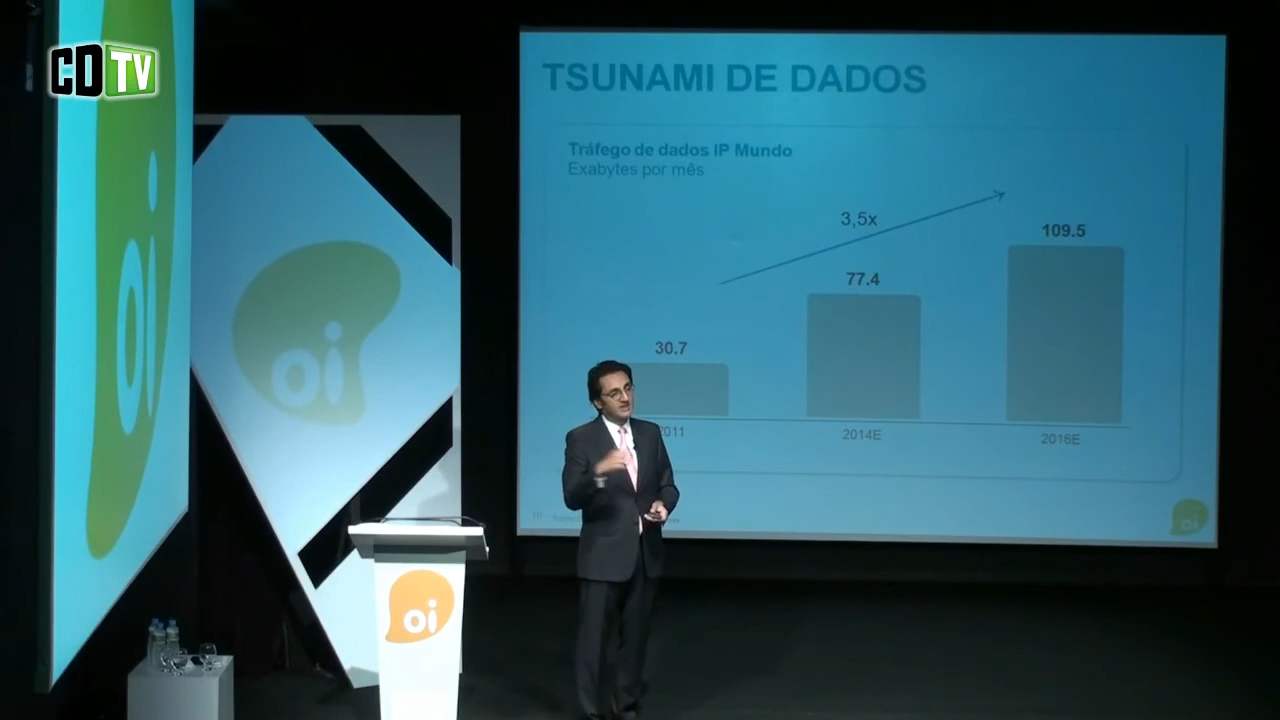 CDTV
oi
oi
oi
TSUNAMI DE DADOS
Tráfego de dados IP Mundo
Exabytes por mês
3,5x
109.5
77.4
30.7
2011
2014E
2016E
oi